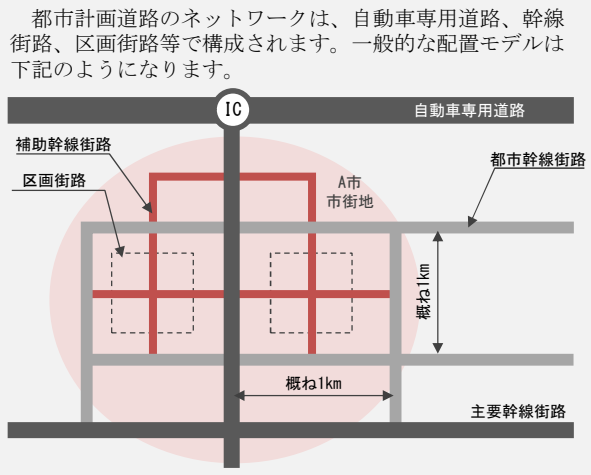 都市計画道路のネットワークは、自動車専用道路、幹線
街路、区画街路等で構成されます。一般的な配置モデルは
下記のようになります。
IC
自動車専用道路
補助幹線街路
区画街路
A市
市街地
都市幹線街路
概ね1km
概ね1km
主要幹線街路